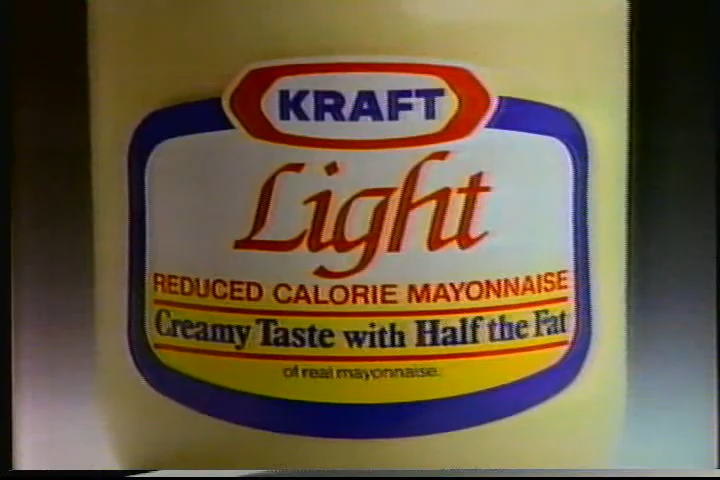 KRAFT
Light
REDUCED CALORIE MAYONNAISE
Creamy Taste with Half the Fat
of real mayonnaise.